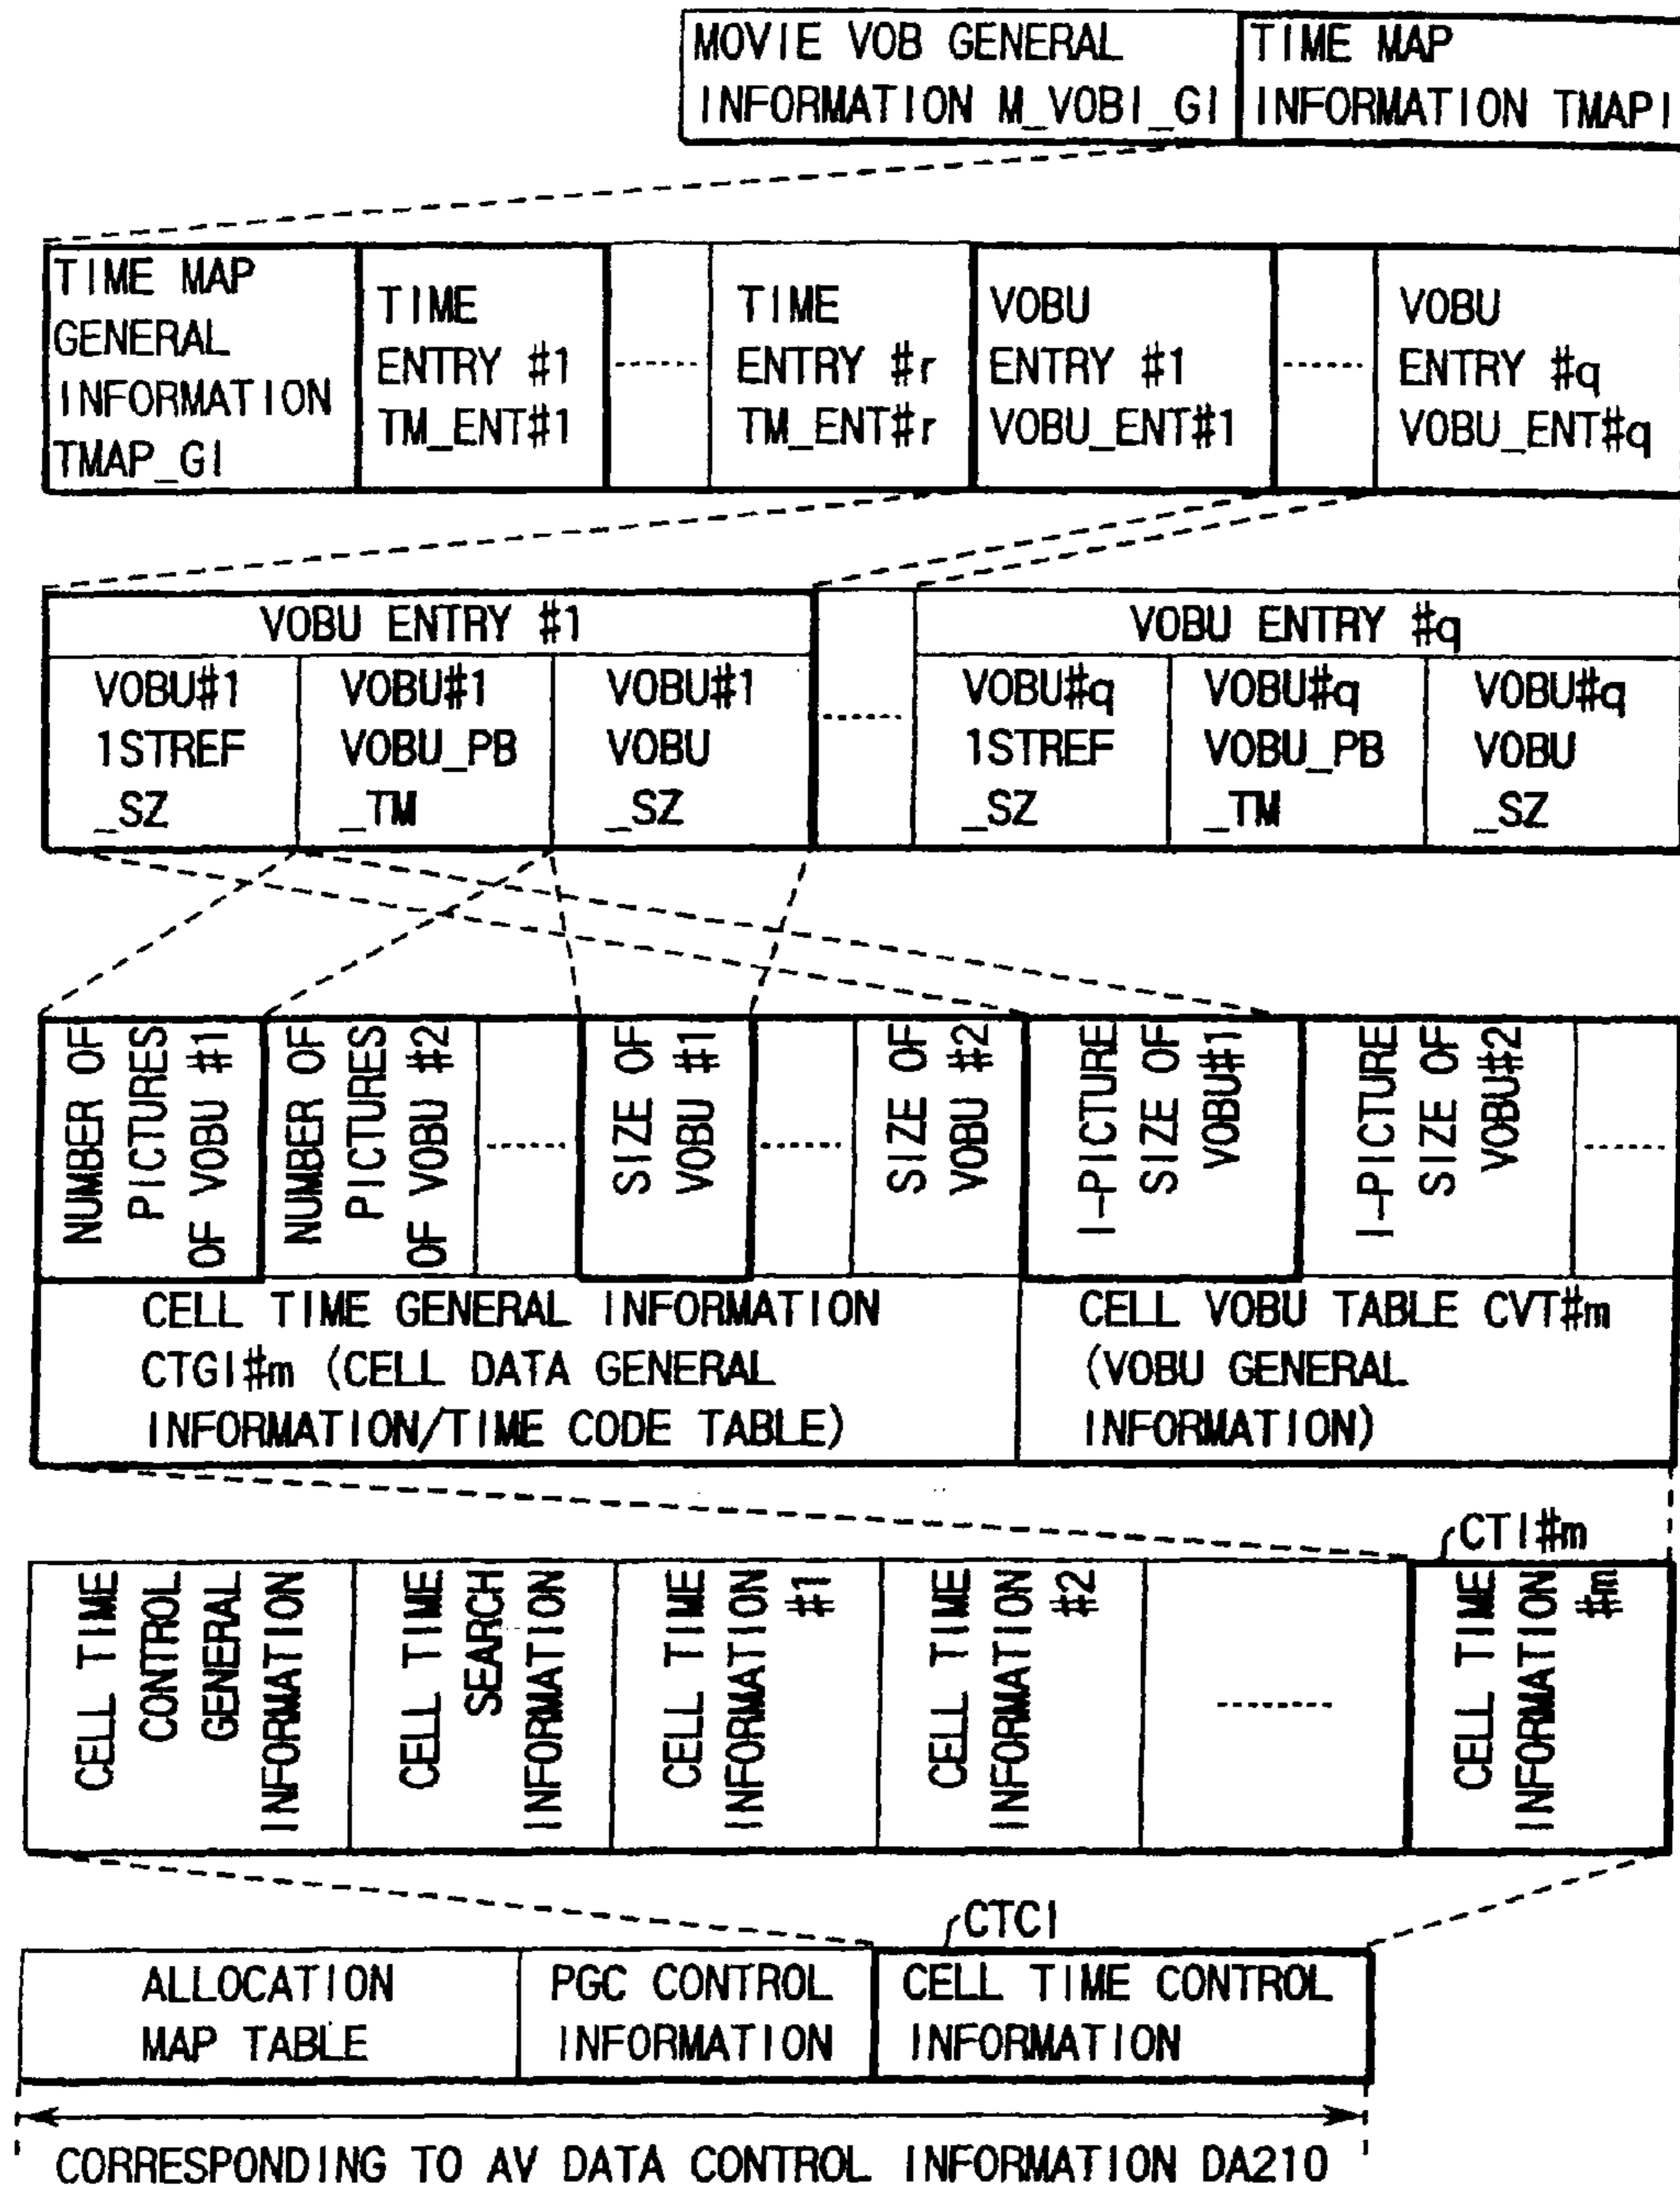 MOVIE VOB GENERAL
INFORMATION M_VOBI_GI
TIME MAP
INFORMATION TMAPI
TIME MAP
GENERAL
INFORMATION
TMAP_GI
TIME
ENTRY #1
TM_ENT#1
TIME
ENTRY #r
TM_ENT#r
VOBU
ENTRY #1
VOBU_ENT#1
VOBU
ENTRY #q
VOBU_ENT#q
VOBU ENTRY #1
VOBU#1
1STREF
_SZ
VOBU#1
VOBU_PB
_TM
VOBU#1
VOBU
_SZ
VOBU ENTRY #q
VOBU#q
1STREF
_SZ
VOBU#q
VOBU_PB
_TM
VOBU#q
VOBU
_SZ
NUMBER OF
PICTURES
OF VOBU #1
NUMBER OF
PICTURES
OF VOBU #2
SIZE OF
VOBU #1
SIZE OF
VOBU #2
I-PICTURE
SIZE OF
VOBU#1
I-PICTURE
SIZE OF
VOBU#2
CELL TIME GENERAL INFORMATION
CTGI#m (CELL DATA GENERAL
INFORMATION/TIME CODE TABLE)
CELL VOBU TABLE CVT#m
(VOBU GENERAL
INFORMATION)
CTI#m
CELL TIME
CONTROL
GENERAL
INFORMATION
CELL TIME
SEARCH
INFORMATION
CELL TIME
INFORMATION
#1
CELL TIME
INFORMATION
#2
CELL TIME
INFORMATION
#m
CTCI
ALLOCATION
MAP TABLE
PGC CONTROL
INFORMATION
CELL TIME CONTROL
INFORMATION
CORRESPONDING TO AV DATA CONTROL INFORMATION DA210